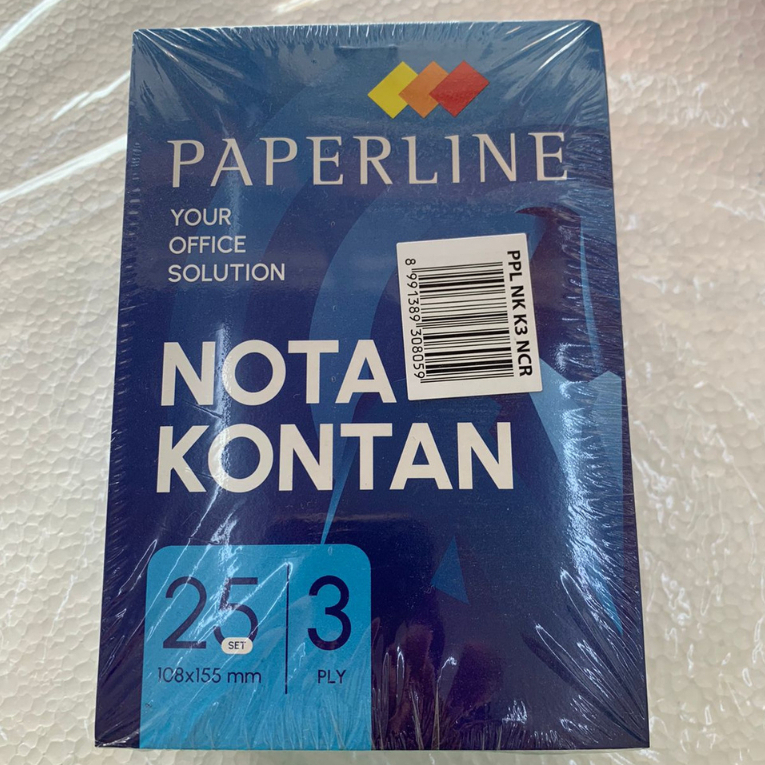 PAPERLINE
YOUR
OFFICE
SOLUTION
PPL NK K3 NCR
8 991389 308059
NOTA
KONTAN
25 SET
3
108x155 mm
PLY